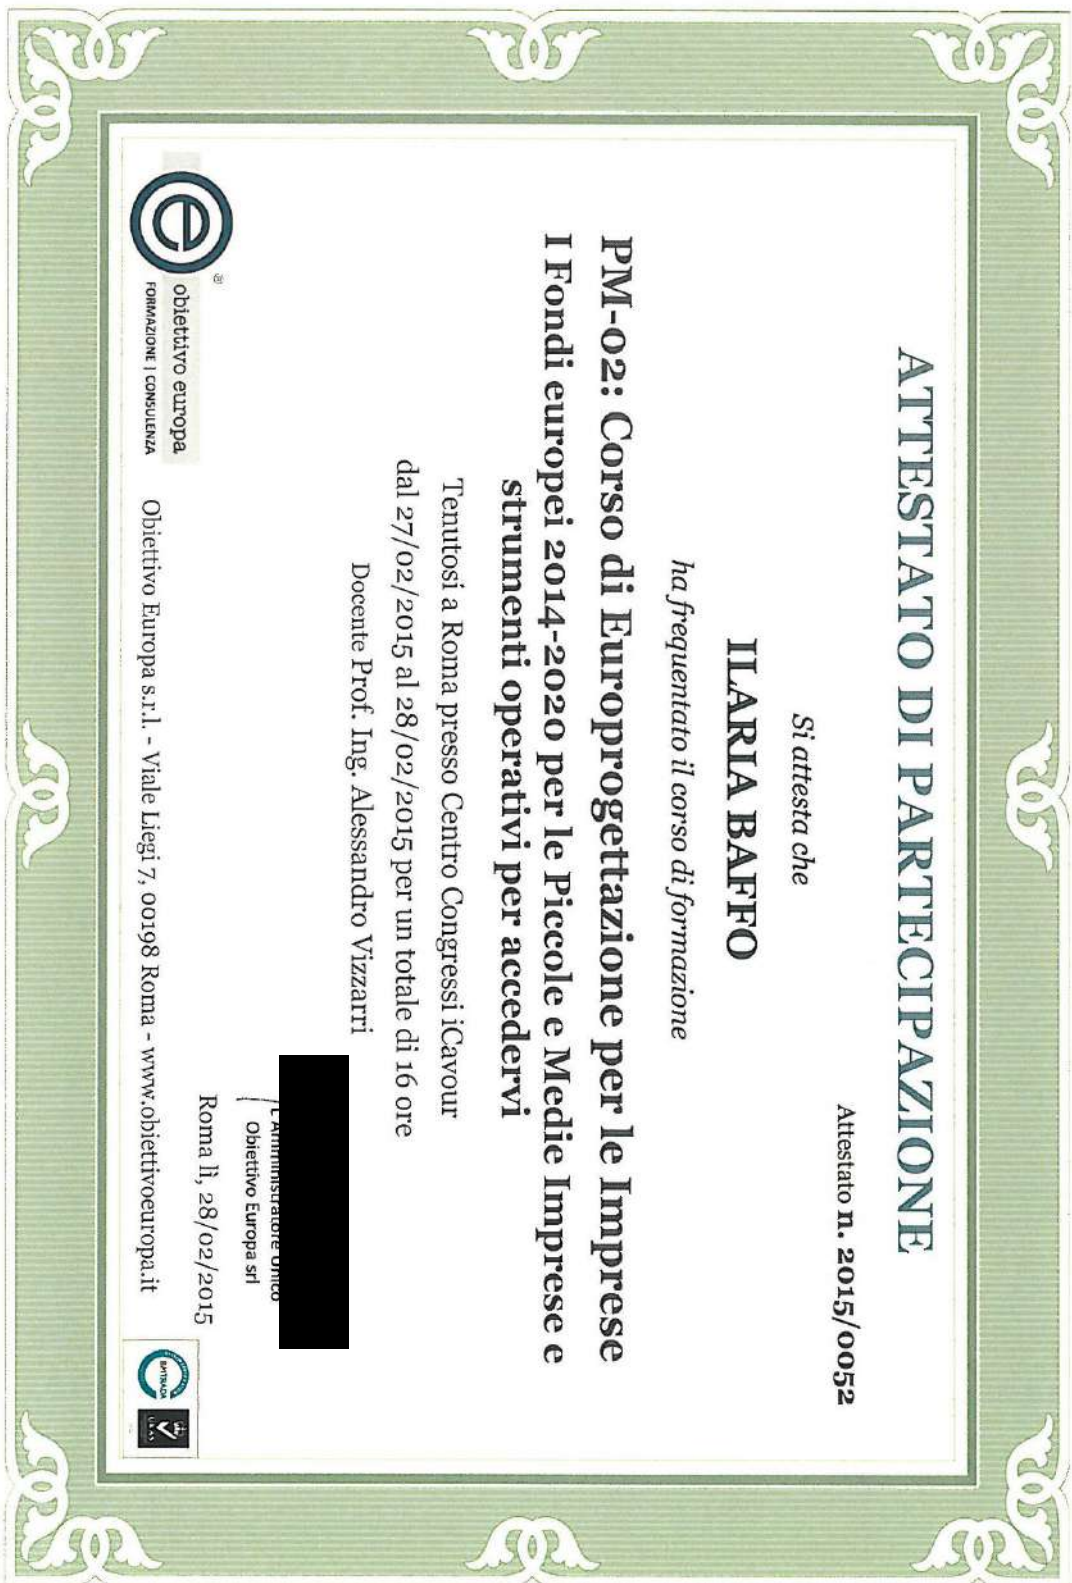 ATTESTATO DI PARTECIPAZIONE
Attestato n. 2015/0052
Si attesta che
ILARIA BAFFO
ha frequentato il corso di formazione
PM-02: Corso di Europrogettazione per le Imprese
I Fondi europei 2014-2020 per le Piccole e Medie Imprese e
strumenti operativi per accedervi
Tenutosi a Roma presso Centro Congressi iCavour
dal 27/02/2015 al 28/02/2015 per un totale di 16 ore
Docente Prof. Ing. Alessandro Vizzarri
L'Amministratore Unico
Obiettivo Europa srl
Roma lì, 28/02/2015
e
®
obiettivo europa
FORMAZIONE | CONSULENZA
Obiettivo Europa s.r.l. - Viale Liegi 7, 00198 Roma - www.obiettivoeuropa.it
BMTRADA
UKAS